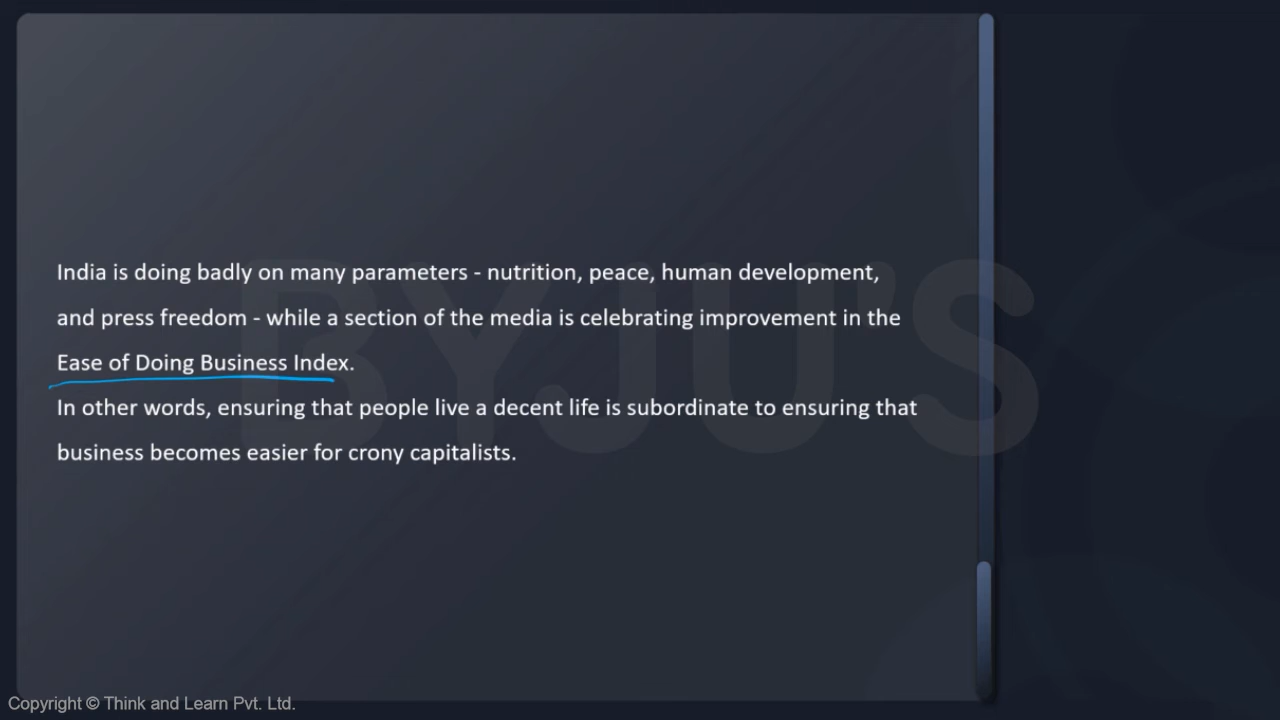 India is doing badly on many parameters - nutrition, peace, human development,
and press freedom - while a section of the media is celebrating improvement in the
Ease of Doing Business Index.
In other words, ensuring that people live a decent life is subordinate to ensuring that
business becomes easier for crony capitalists.
BYJU'S
Copyright © Think and Learn Pvt. Ltd.